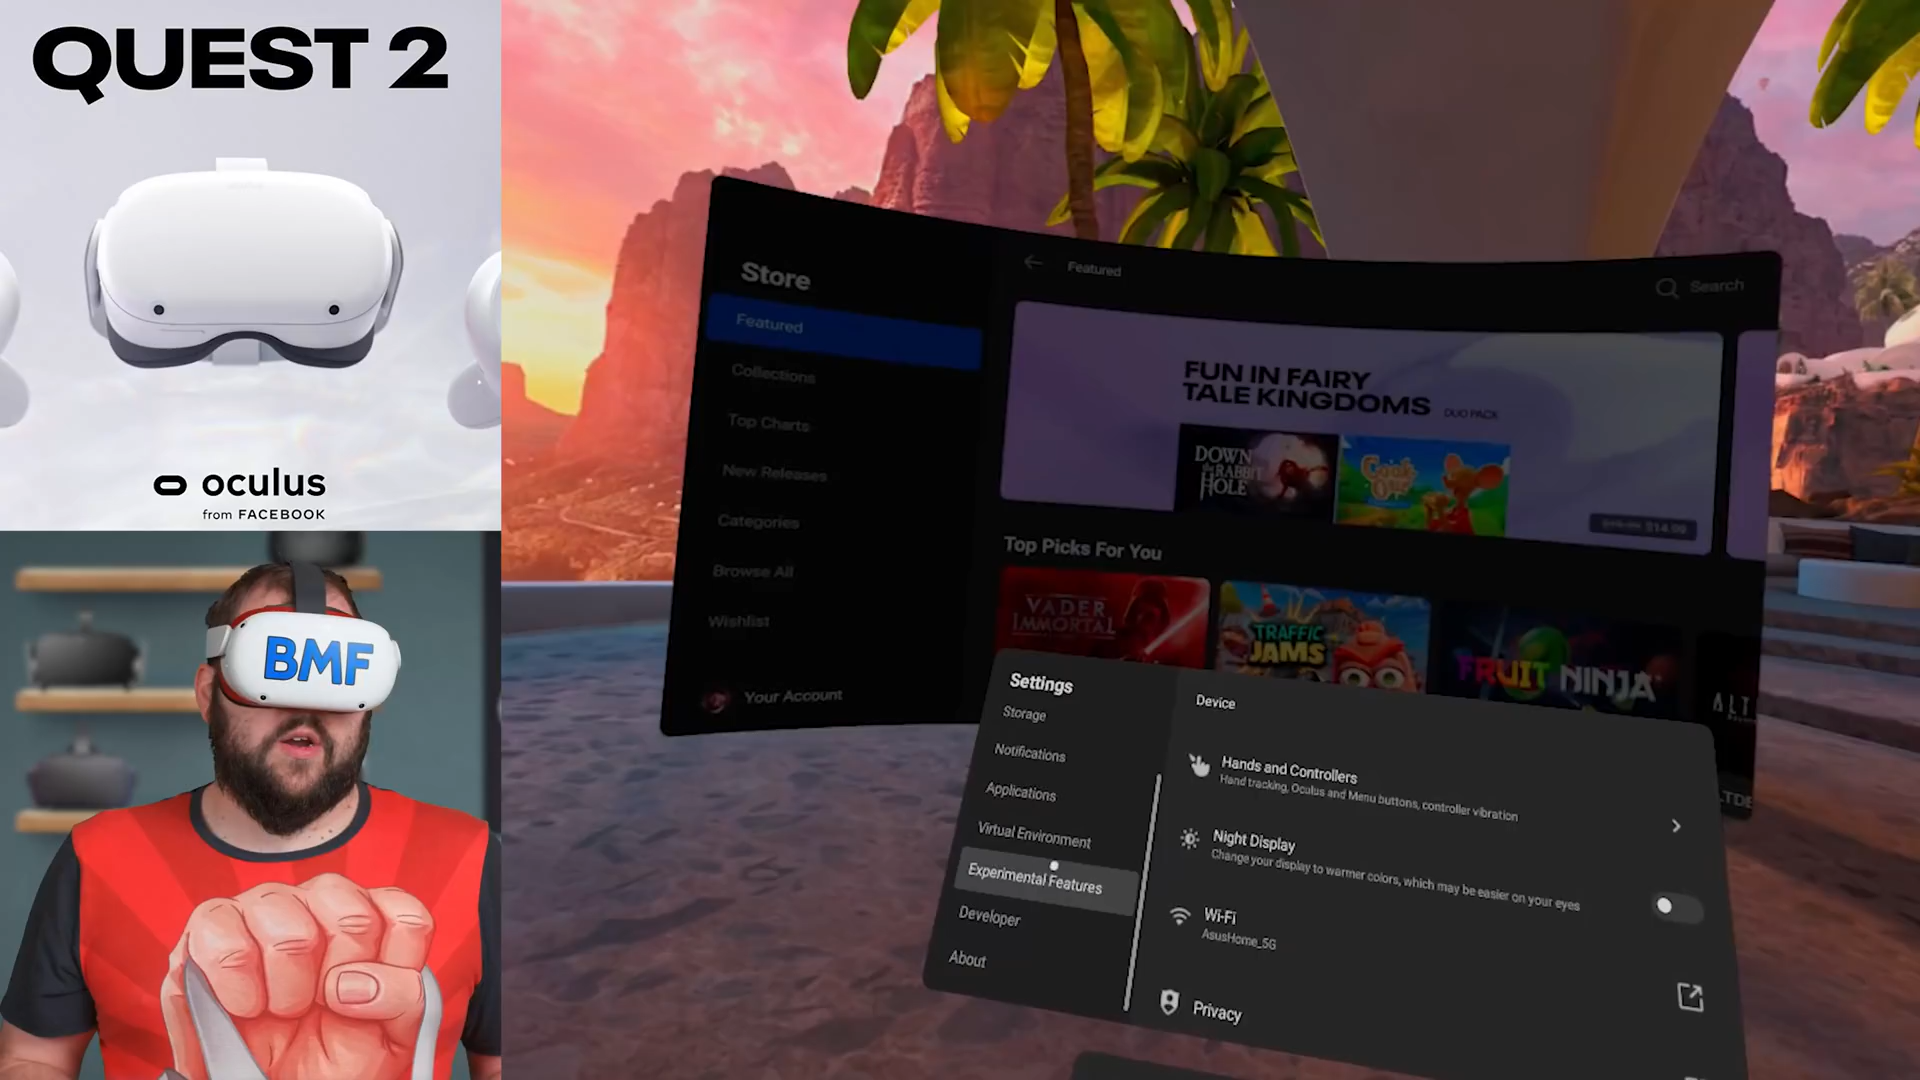 QUEST 2
oculus
from FACEBOOK
BMF
Store
Featured
Collections
Top Charts
New Releases
Categories
Browse All
Wishlist
Your Account
Featured
Search
FUN IN FAIRY
TALE KINGDOMS DUO PACK
DOWN
the RABBIT
HOLE
$14.99
Top Picks For You
VADER
IMMORTAL
TRAFFIC
JAMS
FRUIT NINJA
Settings
Storage
Notifications
Applications
Virtual Environment
Experimental Features
Developer
About
Device
Hands and Controllers
Hand tracking, Oculus and Menu buttons, controller vibration
Night Display
Change your display to warmer colors, which may be easier on your eyes
Wi-Fi
AsusHome_5G
Privacy